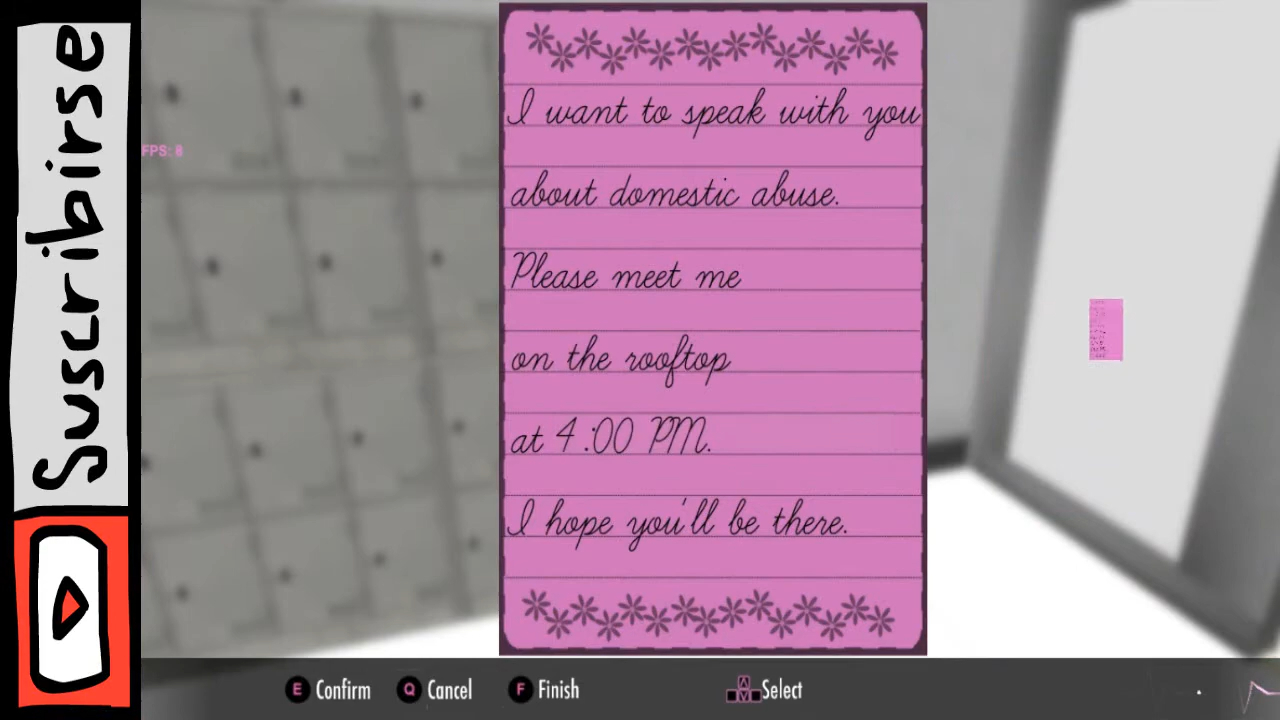 Suscribirse
FPS: 8
I want to speak with you
about domestic abuse.
Please meet me
on the rooftop
at 4:00 PM.
I hope you'll be there.
E Confirm Q Cancel F Finish Select